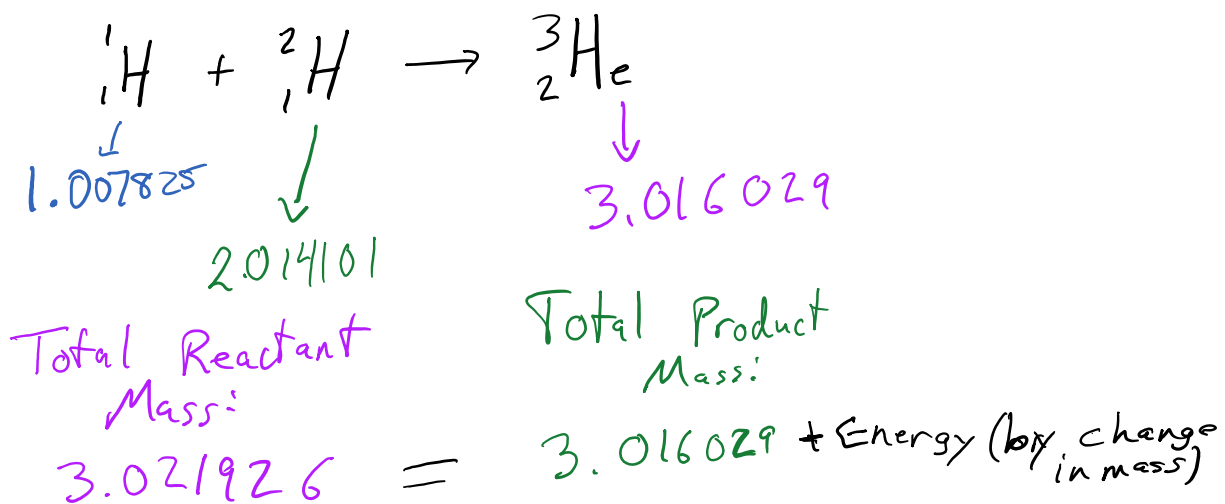 ¹₁H + ²₁H → ³₂He
1.007825
2.014101
3.016029
Total Reactant
Mass:
3.021926
=
Total Product
Mass:
3.016029 + Energy (by change
in mass)